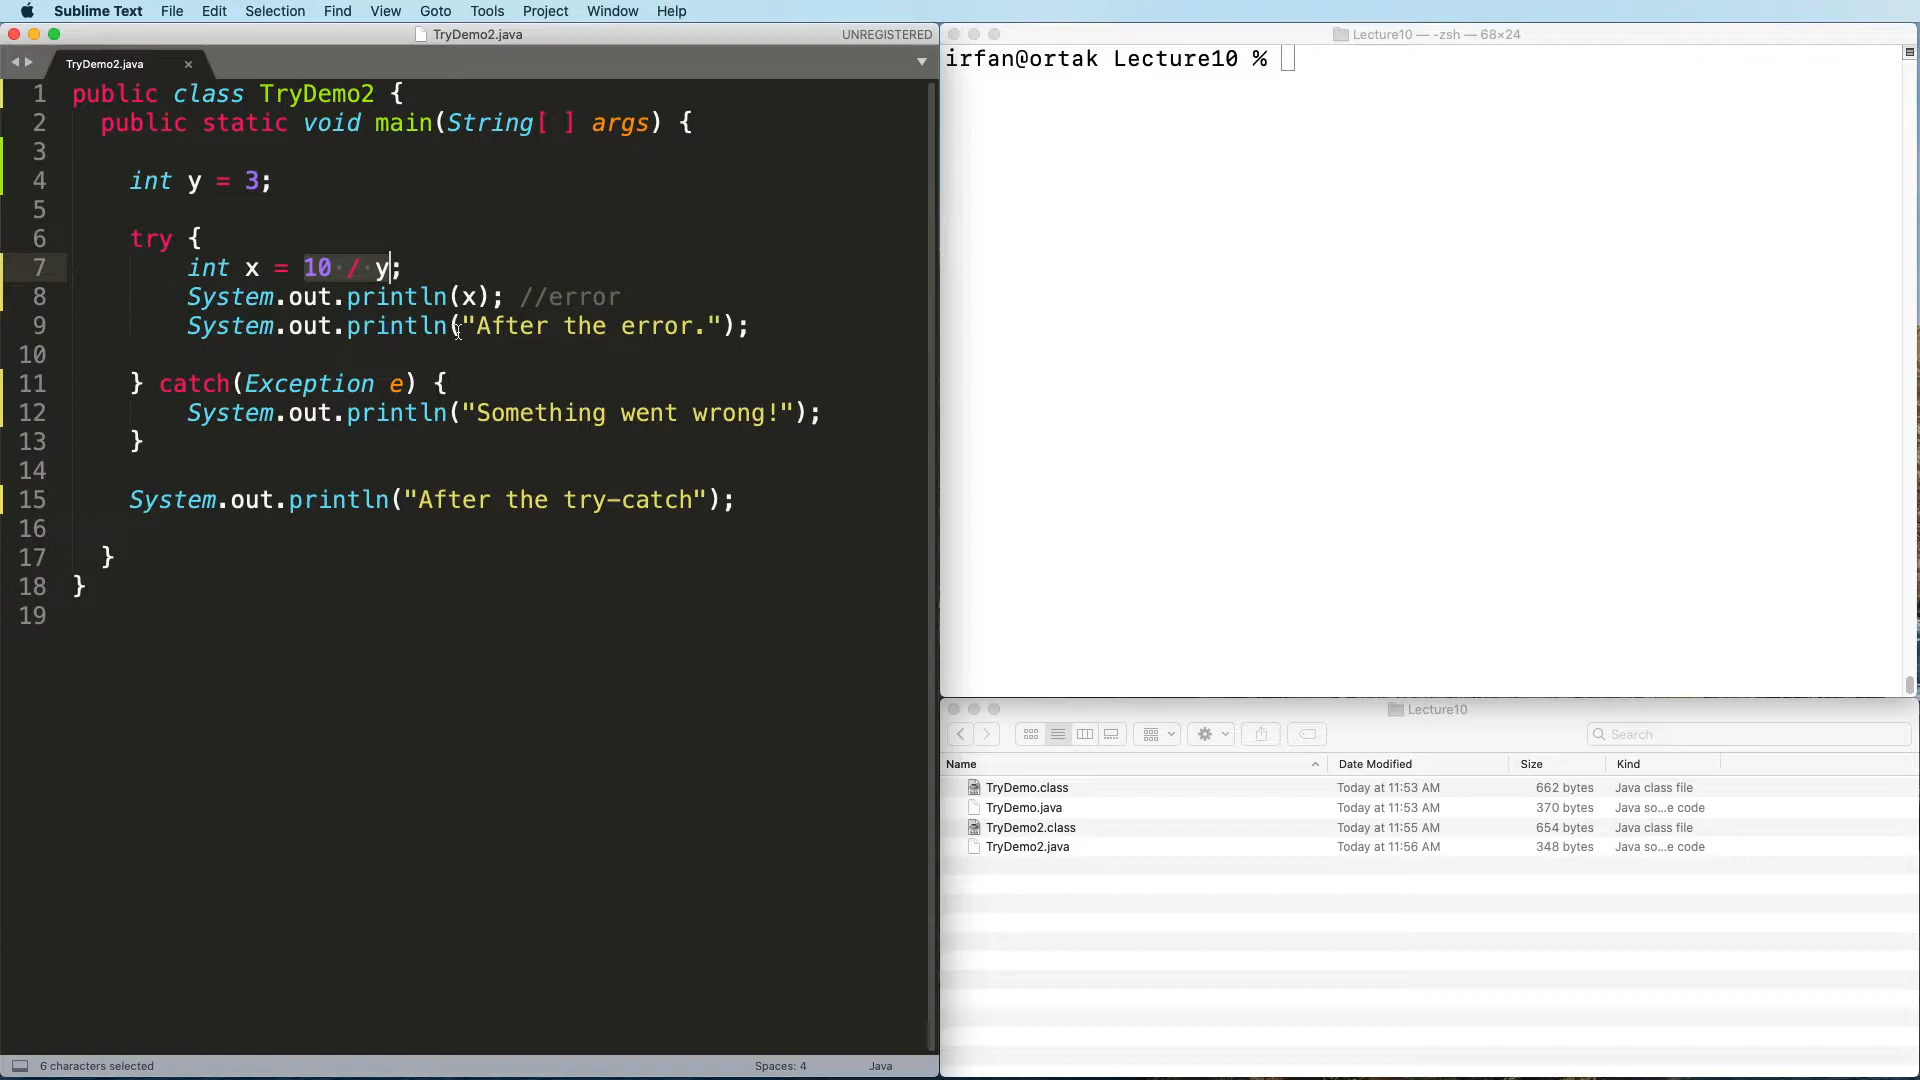 Sublime Text File Edit Selection Find View Goto Tools Project Window Help
TryDemo2.java UNREGISTERED
TryDemo2.java
1 public class TryDemo2 {
2 public static void main(String[ ] args) {
3
4 int y = 3;
5
6 try {
7 int x = 10 / y;
8 System.out.println(x); //error
9 System.out.println("After the error.");
10
11 } catch(Exception e) {
12 System.out.println("Something went wrong!");
13 }
14
15 System.out.println("After the try-catch");
16
17 }
18 }
19
6 characters selected Spaces: 4 Java
Lecture10 — -zsh — 68×24
irfan@ortak Lecture10 %
Lecture10
Search
Name Date Modified Size Kind
TryDemo.class Today at 11:53 AM 662 bytes Java class file
TryDemo.java Today at 11:53 AM 370 bytes Java so...e code
TryDemo2.class Today at 11:55 AM 654 bytes Java class file
TryDemo2.java Today at 11:56 AM 348 bytes Java so...e code